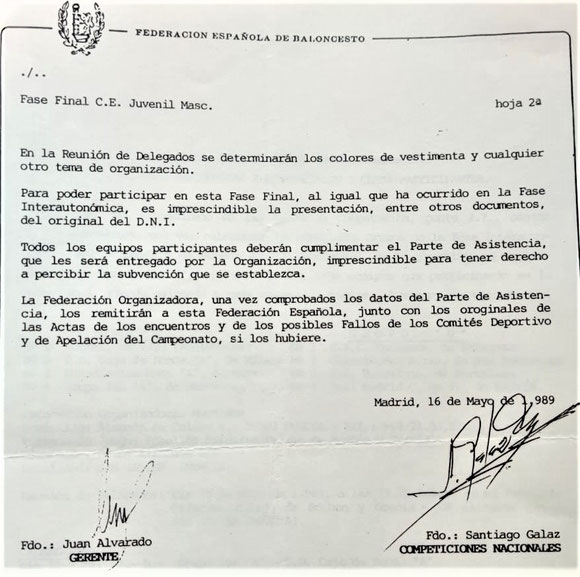 FEDERACION ESPAÑOLA DE BALONCESTO
./..
Fase Final C.E. Juvenil Masc.
hoja 2ª
En la Reunión de Delegados se determinarán los colores de vestimenta y cualquier
otro tema de organización.
Para poder participar en esta Fase Final, al igual que ha ocurrido en la Fase
Interautonómica, es imprescindible la presentación, entre otros documentos,
del original del D.N.I.
Todos los equipos participantes deberán cumplimentar el Parte de Asistencia,
que les será entregado por la Organización, imprescindible para tener derecho
a percibir la subvención que se establezca.
La Federación Organizadora, una vez comprobados los datos del Parte de Asisten-
cia, los remitirán a esta Federación Española, junto con los oroginales de
las Actas de los encuentros y de los posibles Fallos de los Comités Deportivo
y de Apelación del Campeonato, si los hubiere.
Madrid, 16 de Mayo de 1,989
Fdo.: Juan Alvarado
GERENTE
Fdo.: Santiago Galaz
COMPETICIONES NACIONALES